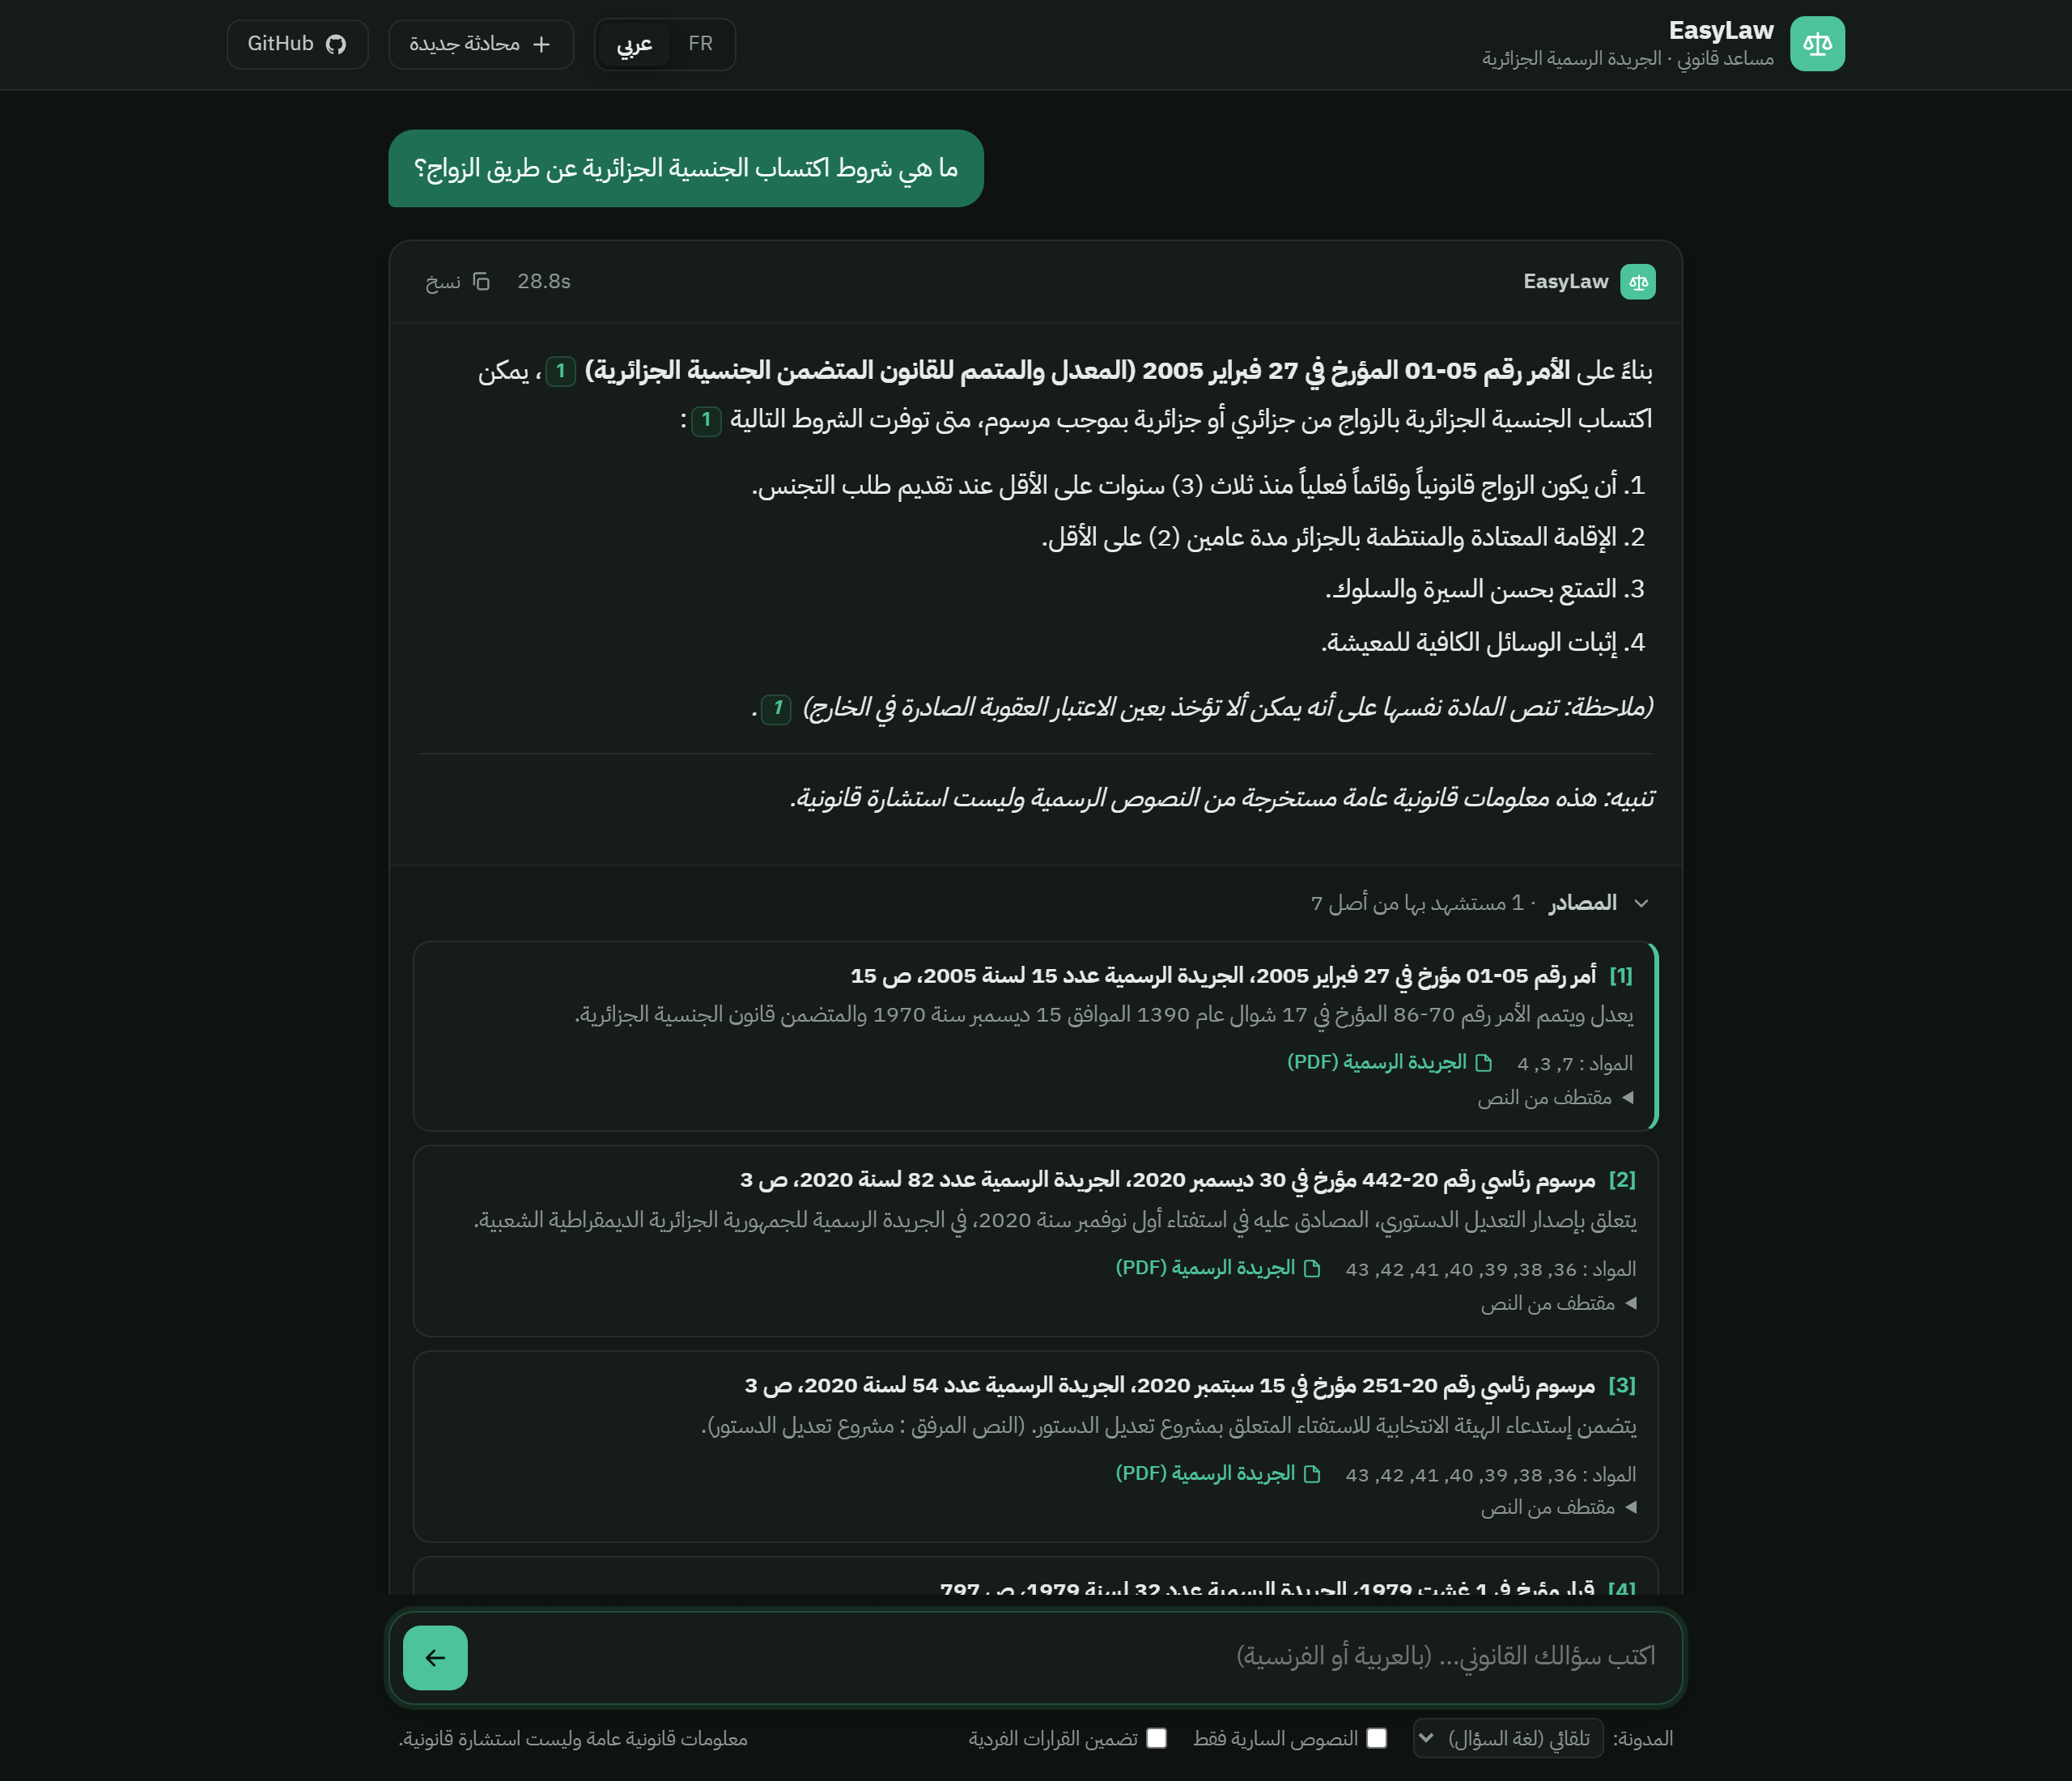 EasyLaw
مساعد قانوني · الجريدة الرسمية الجزائرية
FR
عربي
محادثة جديدة
GitHub
ما هي شروط اكتساب الجنسية الجزائرية عن طريق الزواج؟
EasyLaw
28.8s
نسخ
بناءً على الأمر رقم 05-01 المؤرخ في 27 فبراير 2005 (المعدل والمتمم للقانون المتضمن الجنسية الجزائرية) 1 ، يمكن
اكتساب الجنسية الجزائرية بالزواج من جزائري أو جزائرية بموجب مرسوم، متى توفرت الشروط التالية 1 :
1. أن يكون الزواج قانونياً وقائماً فعلياً منذ ثلاث (3) سنوات على الأقل عند تقديم طلب التجنس.
2. الإقامة المعتادة والمنتظمة بالجزائر مدة عامين (2) على الأقل.
3. التمتع بحسن السيرة والسلوك.
4. إثبات الوسائل الكافية للمعيشة.
(ملاحظة: تنص المادة نفسها على أنه يمكن ألا تؤخذ بعين الاعتبار العقوبة الصادرة في الخارج) 1 .
تنبيه: هذه معلومات قانونية عامة مستخرجة من النصوص الرسمية وليست استشارة قانونية.
المصادر · 1 مستشهد بها من أصل 7
[1] أمر رقم 05-01 مؤرخ في 27 فبراير 2005، الجريدة الرسمية عدد 15 لسنة 2005، ص 15
يعدل ويتمم الأمر رقم 70-86 المؤرخ في 17 شوال عام 1390 الموافق 15 ديسمبر سنة 1970 والمتضمن قانون الجنسية الجزائرية.
المواد : 7, 3, 4 الجريدة الرسمية (PDF)
مقتطف من النص
[2] مرسوم رئاسي رقم 20-442 مؤرخ في 30 ديسمبر 2020، الجريدة الرسمية عدد 82 لسنة 2020، ص 3
يتعلق بإصدار التعديل الدستوري، المصادق عليه في استفتاء أول نوفمبر سنة 2020، في الجريدة الرسمية للجمهورية الجزائرية الديمقراطية الشعبية.
المواد : 36, 38, 39, 40, 41, 42, 43 الجريدة الرسمية (PDF)
مقتطف من النص
[3] مرسوم رئاسي رقم 20-251 مؤرخ في 15 سبتمبر 2020، الجريدة الرسمية عدد 54 لسنة 2020، ص 3
يتضمن إستدعاء الهيئة الانتخابية للاستفتاء المتعلق بمشروع تعديل الدستور. (النص المرفق : مشروع تعديل الدستور).
المواد : 36, 38, 39, 40, 41, 42, 43 الجريدة الرسمية (PDF)
مقتطف من النص
[4] قرار مؤرخ في 1 غشت 1979، الجريدة الرسمية عدد 32 لسنة 1979، ص 797
اكتب سؤالك القانوني... (بالعربية أو الفرنسية)
المدونة: تلقائي (لغة السؤال) النصوص السارية فقط تضمين القرارات الفردية
معلومات قانونية عامة وليست استشارة قانونية.